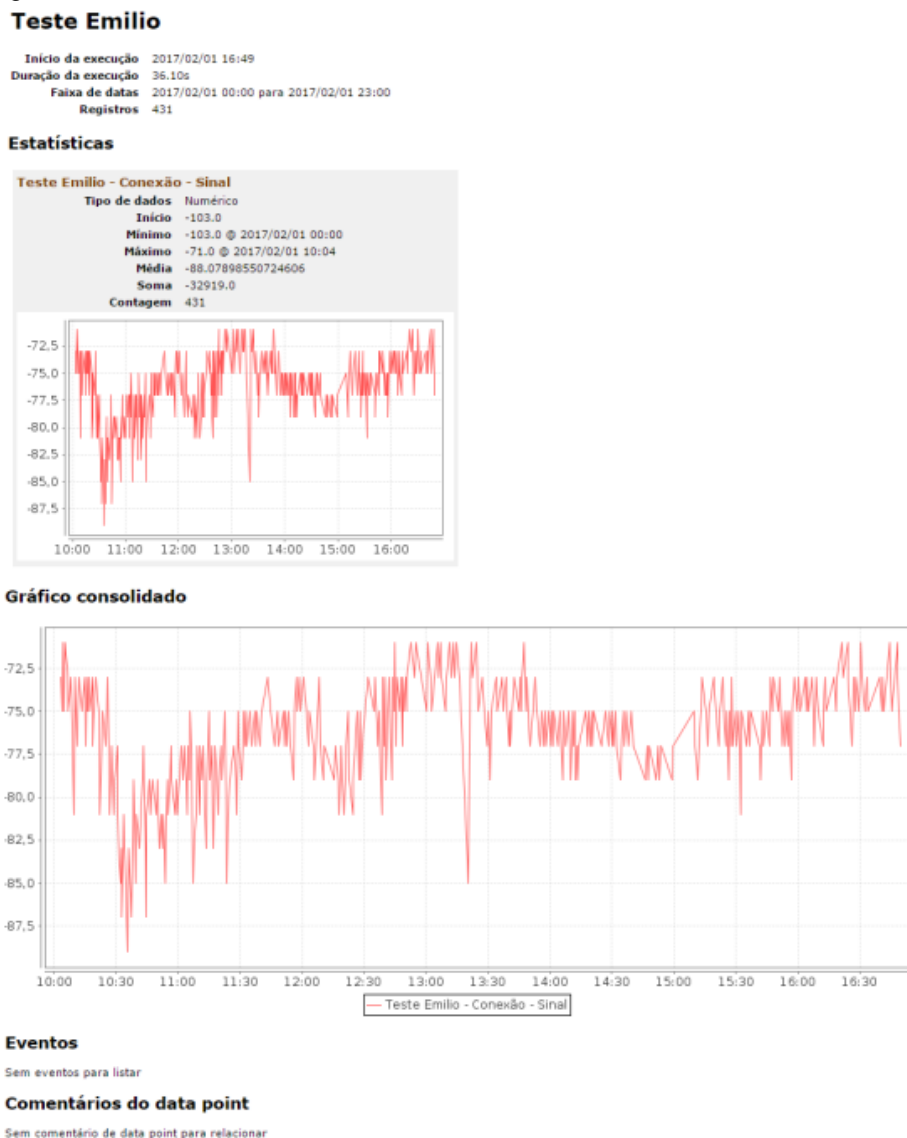 Teste Emilio
Início da execução 2017/02/01 16:49
Duração da execução 36.10s
Faixa de datas 2017/02/01 00:00 para 2017/02/01 23:00
Registros 431
Estatísticas
Teste Emilio - Conexão - Sinal
Tipo de dados Numérico
Início -103.0
Mínimo -103.0 @ 2017/02/01 00:00
Máximo -71.0 @ 2017/02/01 10:04
Média -88.07898550724606
Soma -32919.0
Contagem 431
-72,5
-75,0
-77,5
-80,0
-82,5
-85,0
-87,5
10:00 11:00 12:00 13:00 14:00 15:00 16:00
Gráfico consolidado
-72,5
-75,0
-77,5
-80,0
-82,5
-85,0
-87,5
10:00 10:30 11:00 11:30 12:00 12:30 13:00 13:30 14:00 14:30 15:00 15:30 16:00 16:30
Teste Emilio - Conexão - Sinal
Eventos
Sem eventos para listar
Comentários do data point
Sem comentário de data point para relacionar